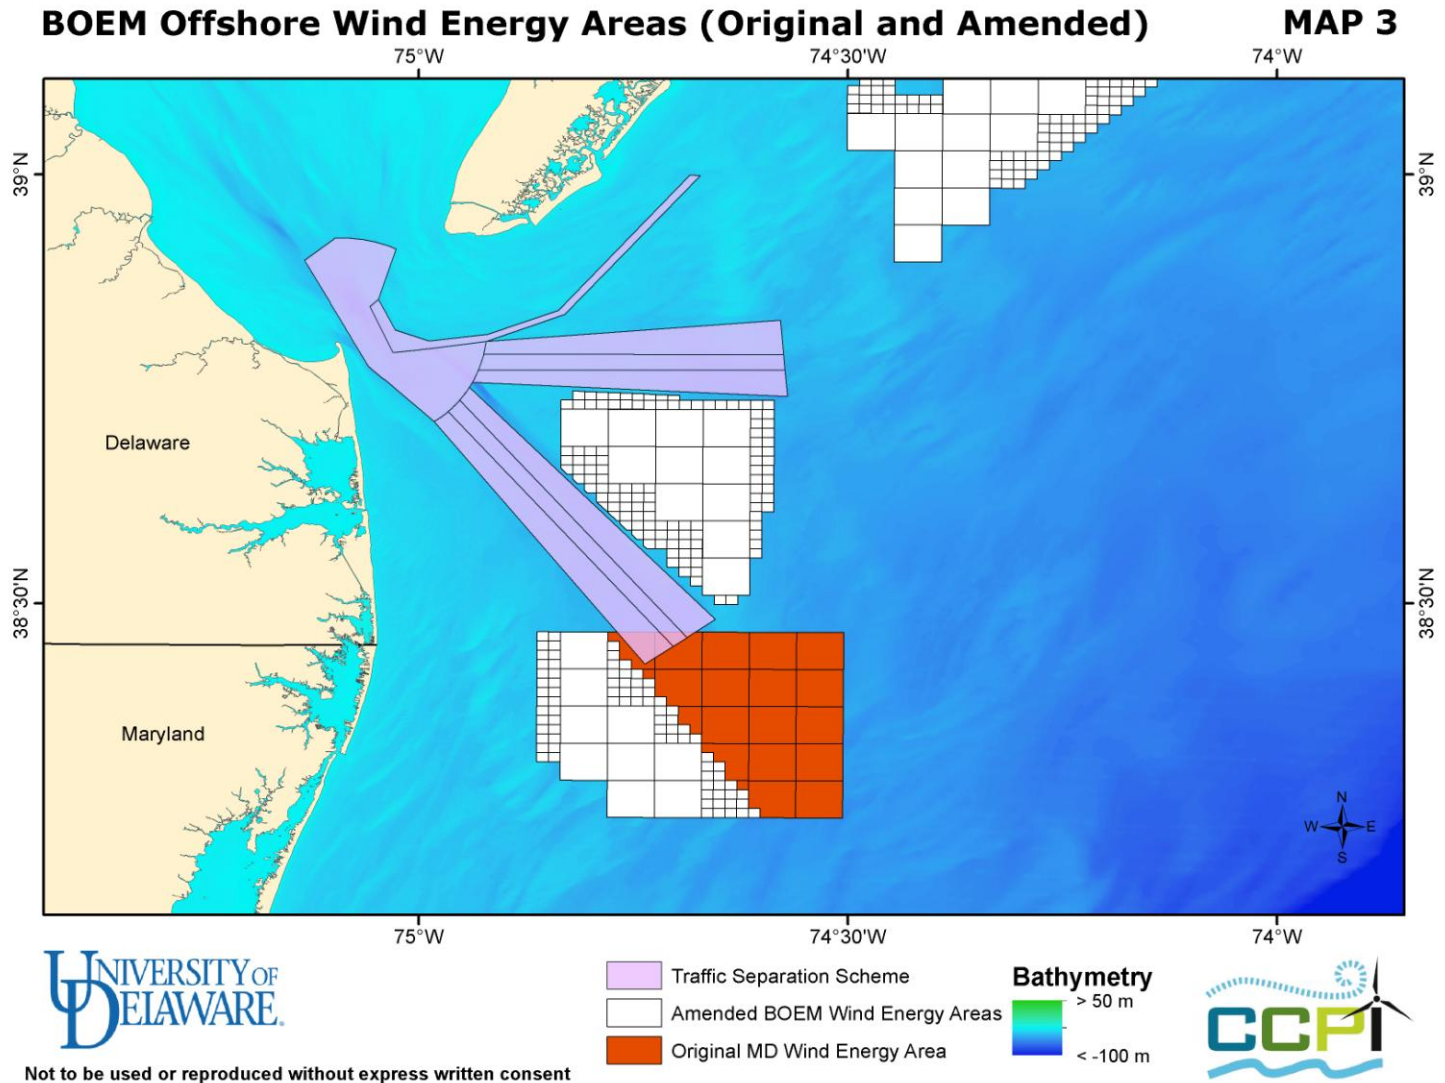 BOEM Offshore Wind Energy Areas (Original and Amended) MAP 3
75°W 74°30'W 74°W
39°N 39°N
Delaware
38°30'N 38°30'N
Maryland
N
W E
S
75°W 74°30'W 74°W
UNIVERSITY OF
DELAWARE.
Traffic Separation Scheme
Amended BOEM Wind Energy Areas
Original MD Wind Energy Area
Bathymetry
> 50 m
< -100 m
CCPI
Not to be used or reproduced without express written consent